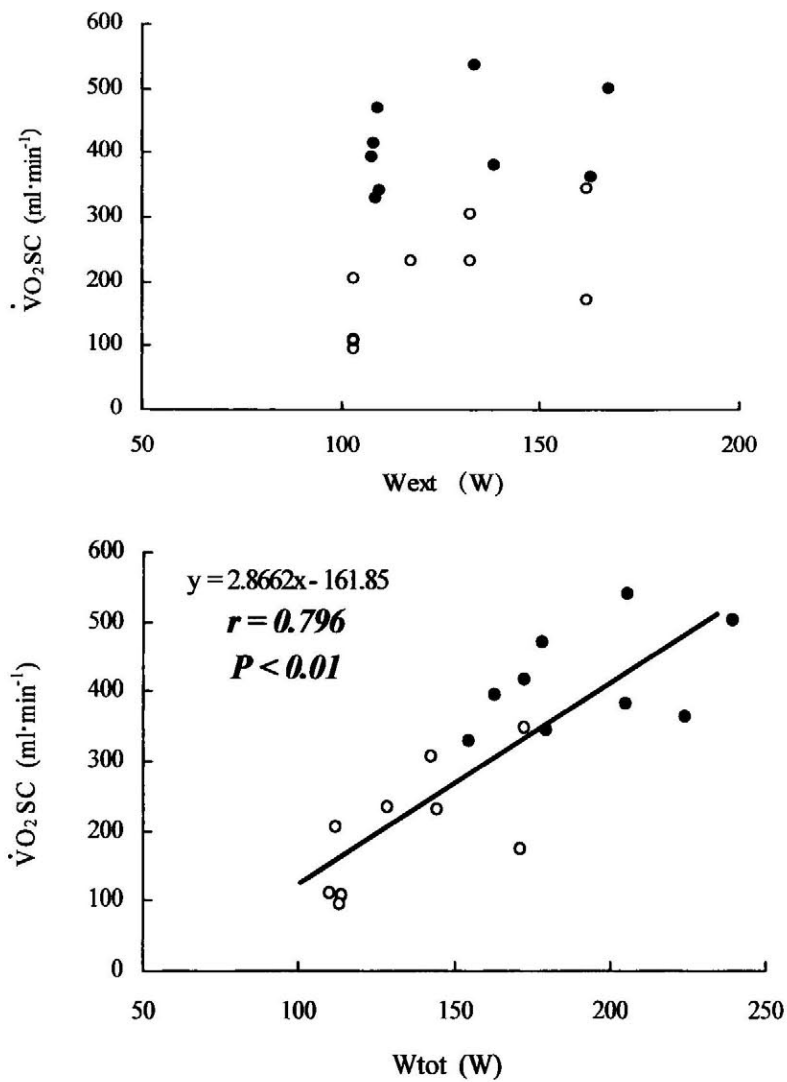 600
500
400
300
200
100
0
V̇O₂SC (ml·min⁻¹)
50 100 150 200
Wext (W)
600
500
400
300
200
100
0
V̇O₂SC (ml·min⁻¹)
y = 2.8662x - 161.85
r = 0.796
P < 0.01
50 100 150 200 250
Wtot (W)